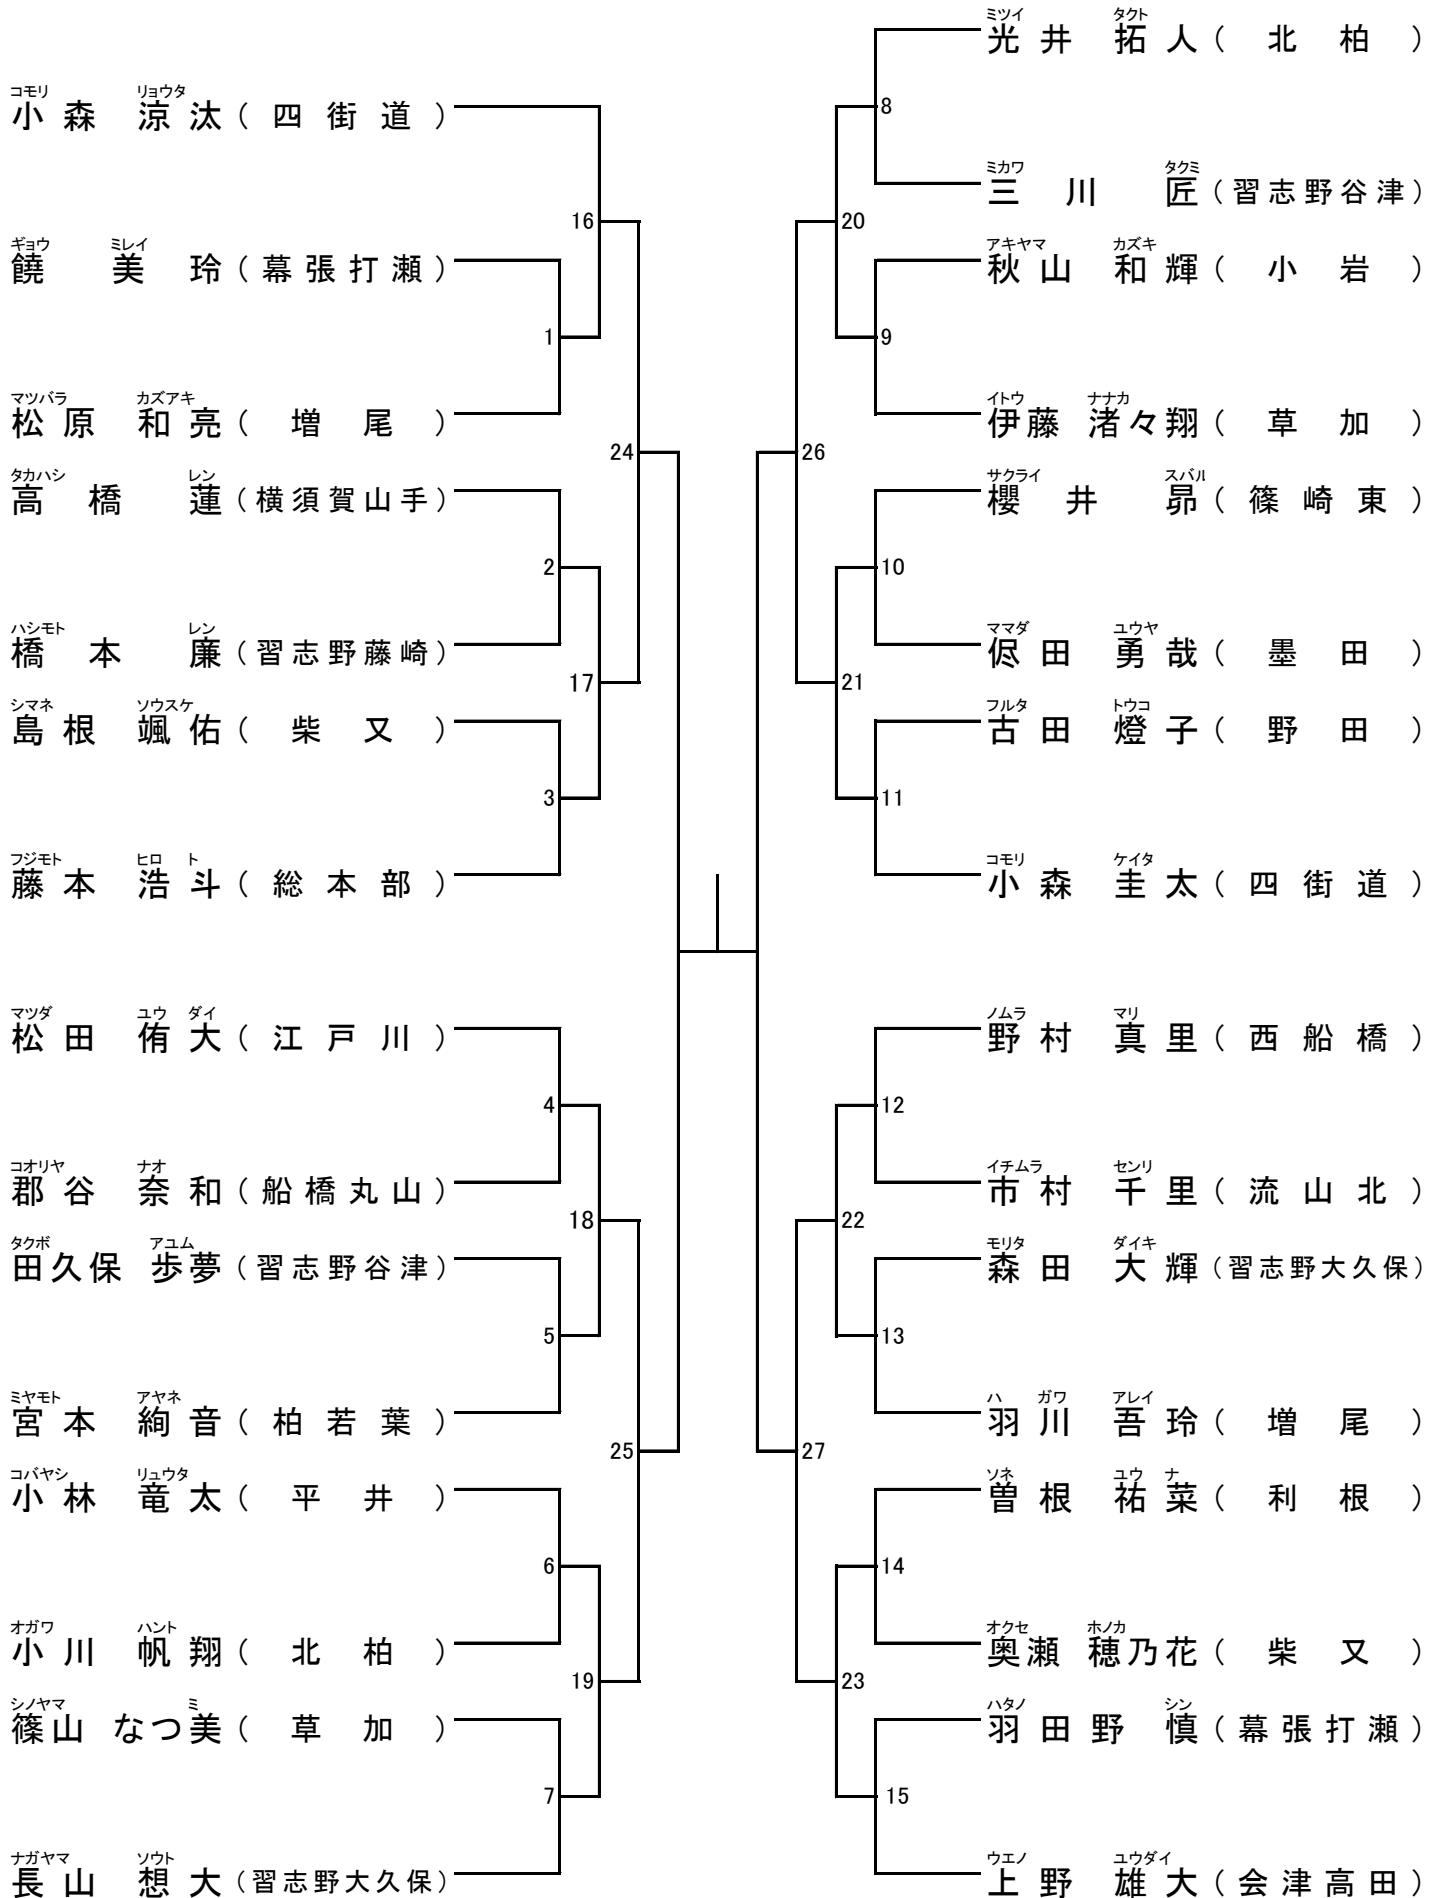 コモリ リョウタ
小森 涼汰(四街道)
16
ギョウ ミレイ
饒 美玲(幕張打瀬)
1
マツバラ カズアキ
松原 和亮(増尾)
24
タカハシ レン
高橋 蓮(横須賀山手)
2
ハシモト レン
橋本 廉(習志野藤崎)
17
シマネ ソウスケ
島根 颯佑(柴又)
3
フジモト ヒロ ト
藤本 浩斗(総本部)
マツダ ユウ ダイ
松田 侑大(江戸川)
4
コオリヤ ナオ
郡谷 奈和(船橋丸山)
18
タクボ アユム
田久保 歩夢(習志野谷津)
5
ミヤモト アヤネ
宮本 絢音(柏若葉)
25
コバヤシ リュウタ
小林 竜太(平井)
6
オガワ ハント
小川 帆翔(北柏)
19
シノヤマ ミ
篠山 なつ美(草加)
7
ナガヤマ ソウト
長山 想大(習志野大久保)
ミツイ タクト
光井 拓人(北柏)
8
ミカワ タクミ
三川 匠(習志野谷津)
20
アキヤマ カズキ
秋山 和輝(小岩)
9
イトウ ナナカ
伊藤 渚々翔(草加)
26
サクライ スバル
櫻井 昴(篠崎東)
10
ママダ ユウヤ
侭田 勇哉(墨田)
21
フルタ トウコ
古田 燈子(野田)
11
コモリ ケイタ
小森 圭太(四街道)
ノムラ マリ
野村 真里(西船橋)
12
イチムラ センリ
市村 千里(流山北)
22
モリタ ダイキ
森田 大輝(習志野大久保)
13
ハ ガワ アレイ
羽川 吾玲(増尾)
27
ソネ ユウ ナ
曽根 祐菜(利根)
14
オクセ ホノカ
奥瀬 穂乃花(柴又)
23
ハタノ シン
羽田野 慎(幕張打瀬)
15
ウエノ ユウダイ
上野 雄大(会津高田)